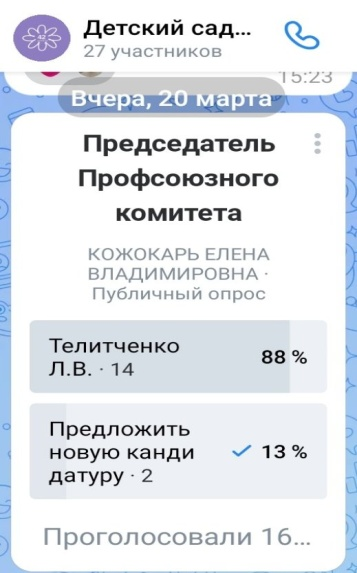 Детский сад...
27 участников
15:23
Вчера, 20 марта
Председатель
Профсоюзного
комитета
КОЖОКАРЬ ЕЛЕНА
ВЛАДИМИРОВНА ·
Публичный опрос
Телитченко
Л.В. · 14
88 %
Предложить
новую канди
датуру · 2
13 %
Проголосовали 16...